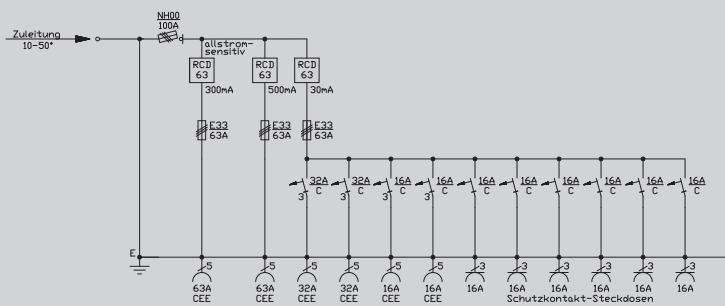 NH00
100A
Zuleitung
10-50*
allstrom-
sensitiv
RCD
63
RCD
63
RCD
63
300mA
500mA
30mA
E33
63A
E33
63A
E33
63A
32A
C
3
32A
C
3
16A
C
3
16A
C
3
16A
C
16A
C
16A
C
16A
C
16A
C
16A
C
E
5
5
5
5
5
5
3
3
3
3
3
3
63A
CEE
63A
CEE
32A
CEE
32A
CEE
16A
CEE
16A
CEE
16A
16A
16A
16A
16A
16A
Schutzkontakt-Steckdosen